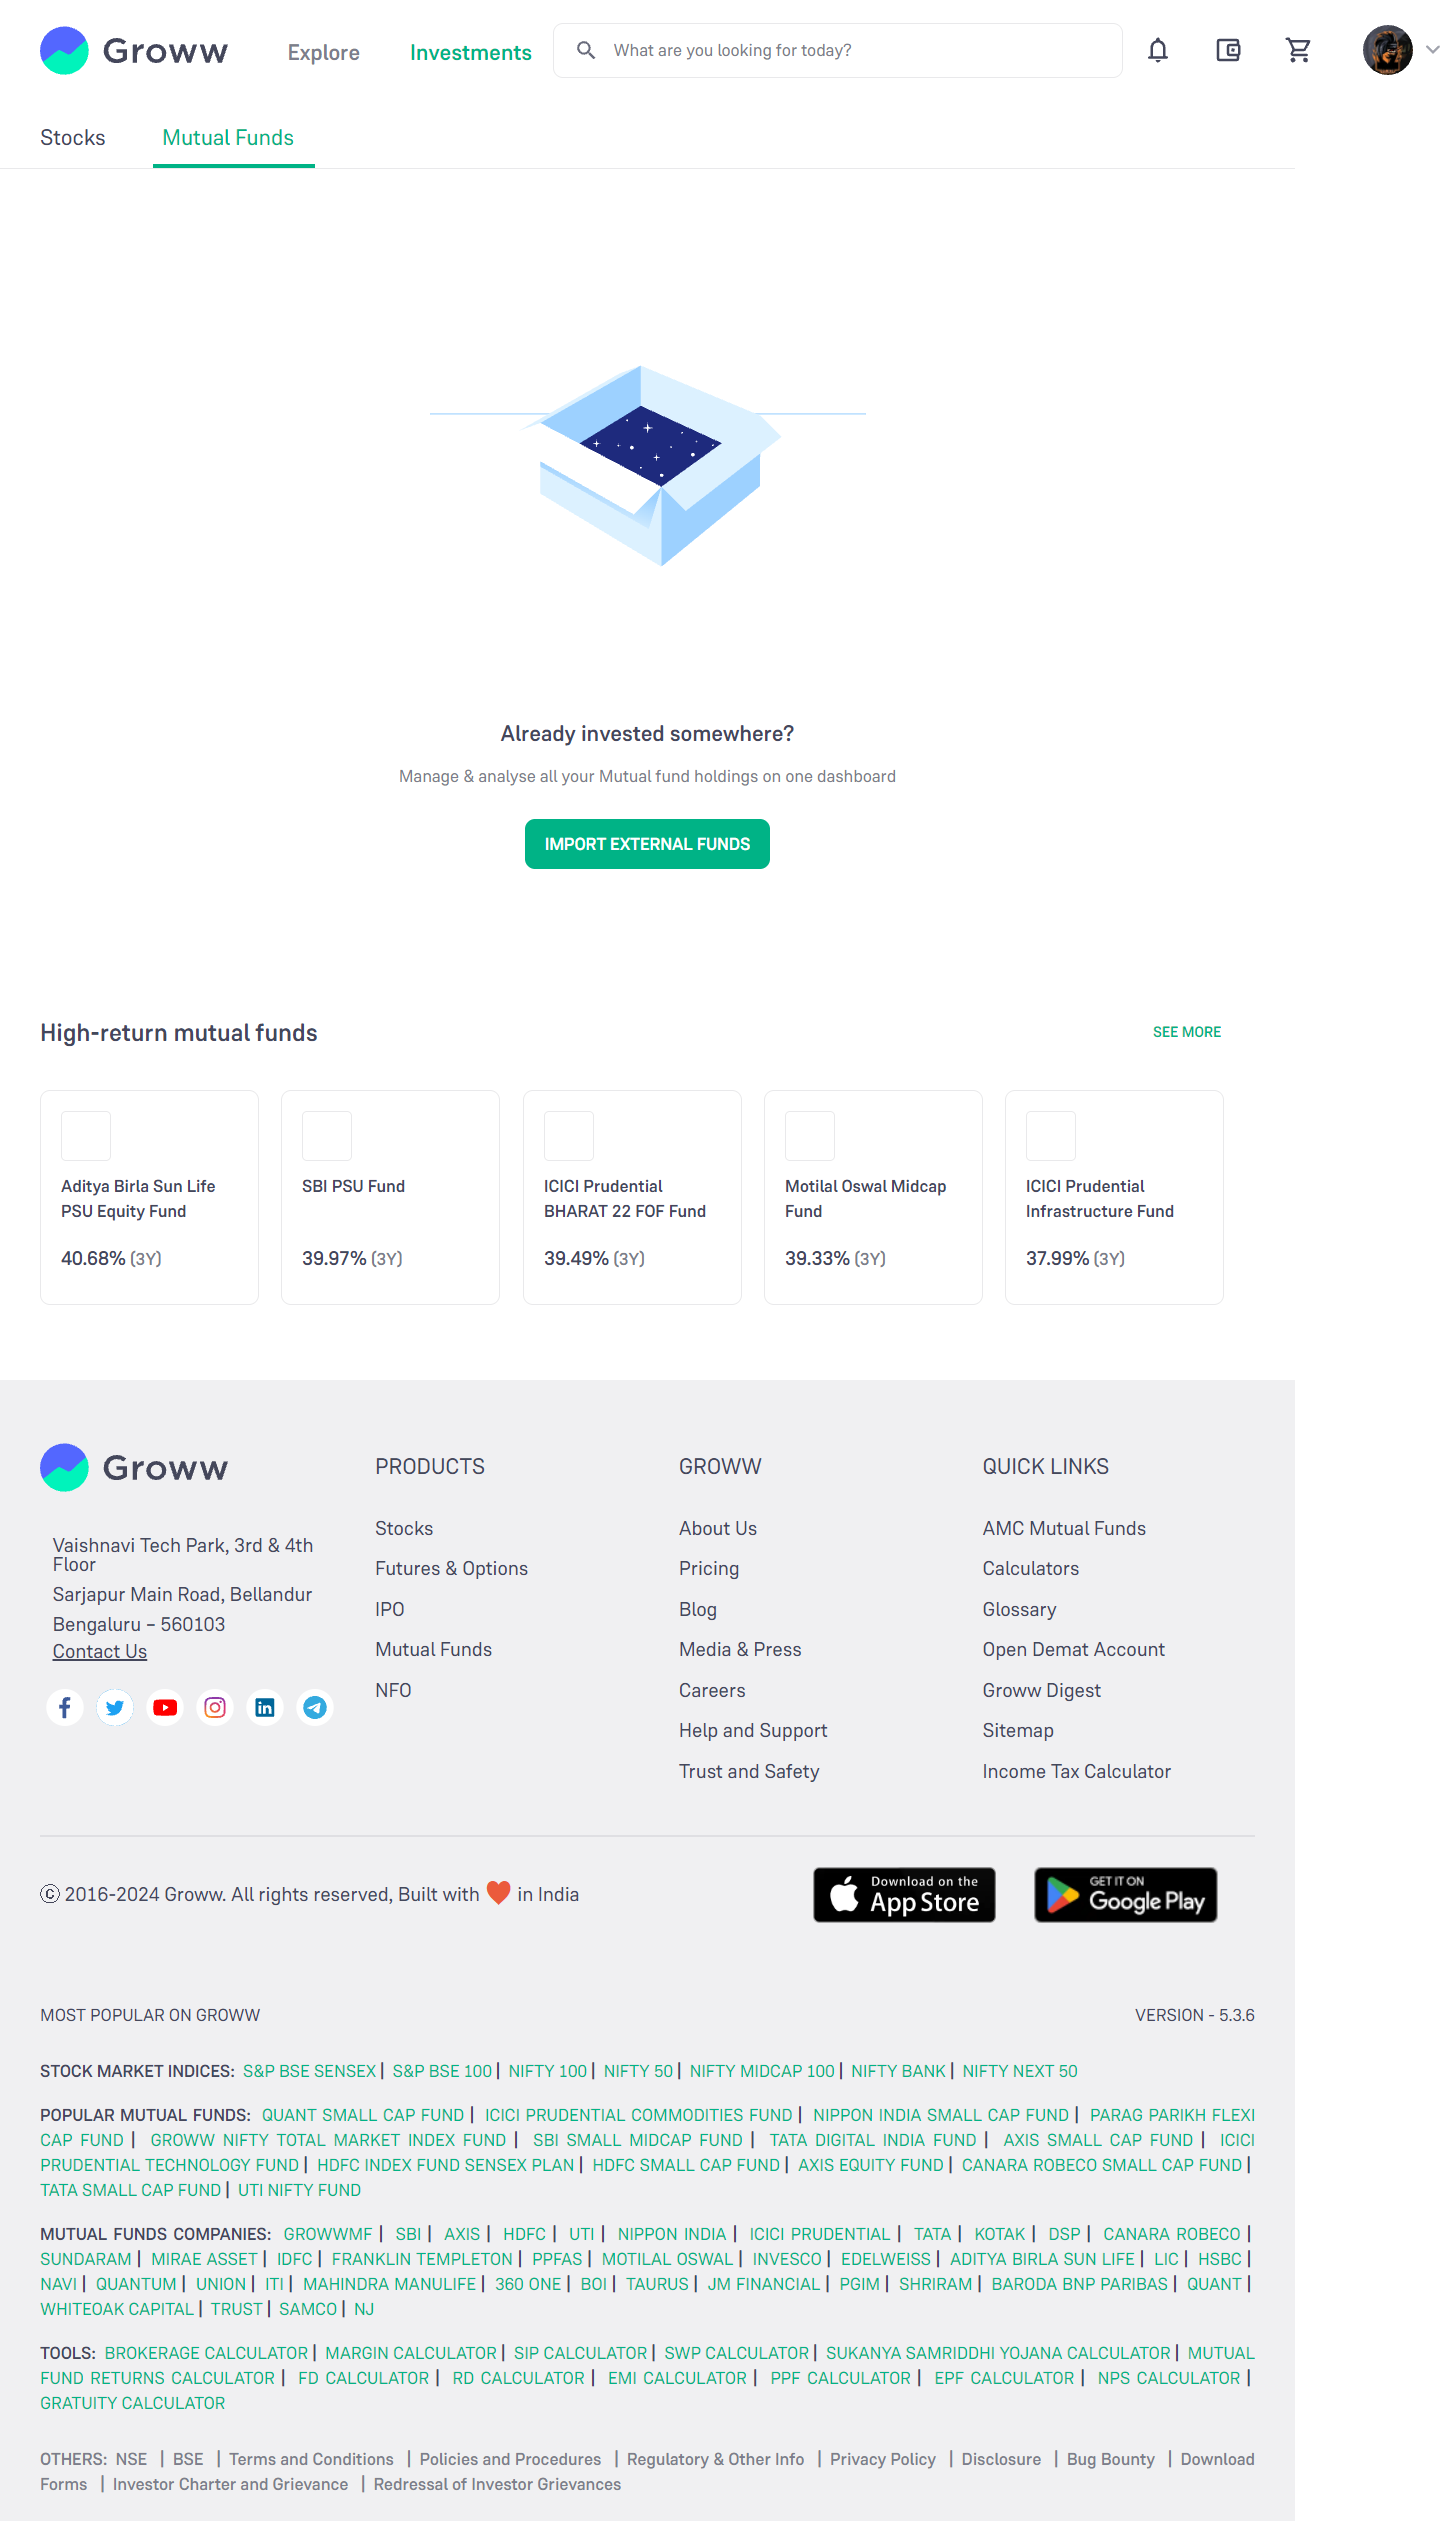 Groww
Explore
Investments
What are you looking for today?
Stocks
Mutual Funds
Already invested somewhere?
Manage & analyse all your Mutual fund holdings on one dashboard
IMPORT EXTERNAL FUNDS
High-return mutual funds
SEE MORE
Aditya Birla Sun Life
PSU Equity Fund
40.68% (3Y)
SBI PSU Fund
39.97% (3Y)
ICICI Prudential
BHARAT 22 FOF Fund
39.49% (3Y)
Motilal Oswal Midcap
Fund
39.33% (3Y)
ICICI Prudential
Infrastructure Fund
37.99% (3Y)
Groww
Vaishnavi Tech Park, 3rd & 4th
Floor
Sarjapur Main Road, Bellandur
Bengaluru – 560103
Contact Us
PRODUCTS
Stocks
Futures & Options
IPO
Mutual Funds
NFO
GROWW
About Us
Pricing
Blog
Media & Press
Careers
Help and Support
Trust and Safety
QUICK LINKS
AMC Mutual Funds
Calculators
Glossary
Open Demat Account
Groww Digest
Sitemap
Income Tax Calculator
© 2016-2024 Groww. All rights reserved, Built with ❤ in India
Download on the
App Store
GET IT ON
Google Play
MOST POPULAR ON GROWW
VERSION - 5.3.6
STOCK MARKET INDICES: S&P BSE SENSEX | S&P BSE 100 | NIFTY 100 | NIFTY 50 | NIFTY MIDCAP 100 | NIFTY BANK | NIFTY NEXT 50
POPULAR MUTUAL FUNDS: QUANT SMALL CAP FUND | ICICI PRUDENTIAL COMMODITIES FUND | NIPPON INDIA SMALL CAP FUND | PARAG PARIKH FLEXI
CAP FUND | GROWW NIFTY TOTAL MARKET INDEX FUND | SBI SMALL MIDCAP FUND | TATA DIGITAL INDIA FUND | AXIS SMALL CAP FUND | ICICI
PRUDENTIAL TECHNOLOGY FUND | HDFC INDEX FUND SENSEX PLAN | HDFC SMALL CAP FUND | AXIS EQUITY FUND | CANARA ROBECO SMALL CAP FUND |
TATA SMALL CAP FUND | UTI NIFTY FUND
MUTUAL FUNDS COMPANIES: GROWWMF | SBI | AXIS | HDFC | UTI | NIPPON INDIA | ICICI PRUDENTIAL | TATA | KOTAK | DSP | CANARA ROBECO |
SUNDARAM | MIRAE ASSET | IDFC | FRANKLIN TEMPLETON | PPFAS | MOTILAL OSWAL | INVESCO | EDELWEISS | ADITYA BIRLA SUN LIFE | LIC | HSBC |
NAVI | QUANTUM | UNION | ITI | MAHINDRA MANULIFE | 360 ONE | BOI | TAURUS | JM FINANCIAL | PGIM | SHRIRAM | BARODA BNP PARIBAS | QUANT |
WHITEOAK CAPITAL | TRUST | SAMCO | NJ
TOOLS: BROKERAGE CALCULATOR | MARGIN CALCULATOR | SIP CALCULATOR | SWP CALCULATOR | SUKANYA SAMRIDDHI YOJANA CALCULATOR | MUTUAL
FUND RETURNS CALCULATOR | FD CALCULATOR | RD CALCULATOR | EMI CALCULATOR | PPF CALCULATOR | EPF CALCULATOR | NPS CALCULATOR |
GRATUITY CALCULATOR
OTHERS: NSE | BSE | Terms and Conditions | Policies and Procedures | Regulatory & Other Info | Privacy Policy | Disclosure | Bug Bounty | Download
Forms | Investor Charter and Grievance | Redressal of Investor Grievances